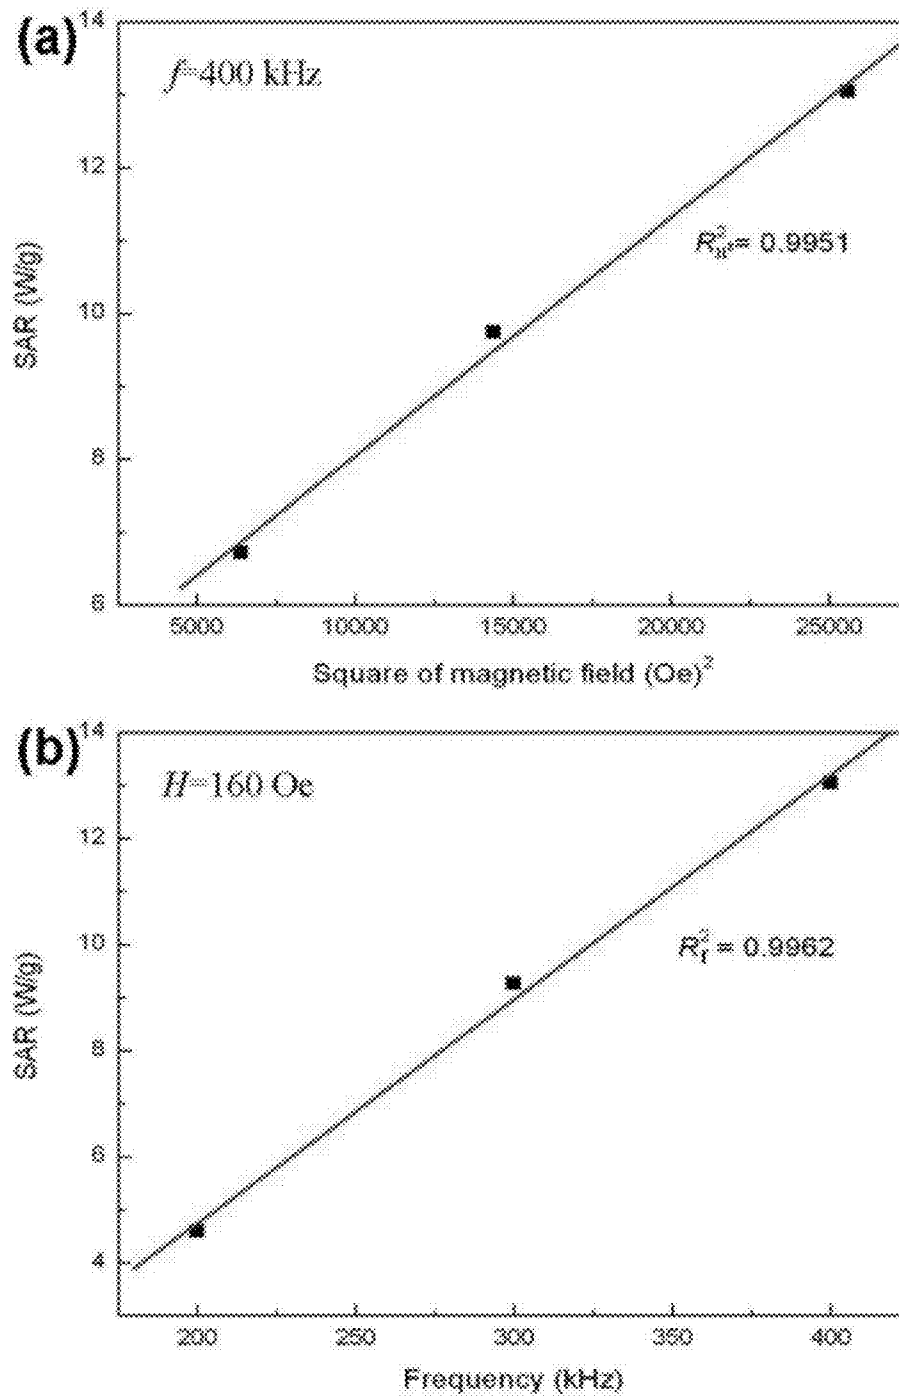 (a)
f=400 kHz
14
12
10
8
6
SAR (W/g)
= 0.9951
5000 10000 15000 20000 25000
Square of magnetic field (Oe)²
(b)
H=160 Oe
14
12
10
8
6
4
SAR (W/g)
R_f² = 0.9962
200 250 300 350 400
Frequency (kHz)